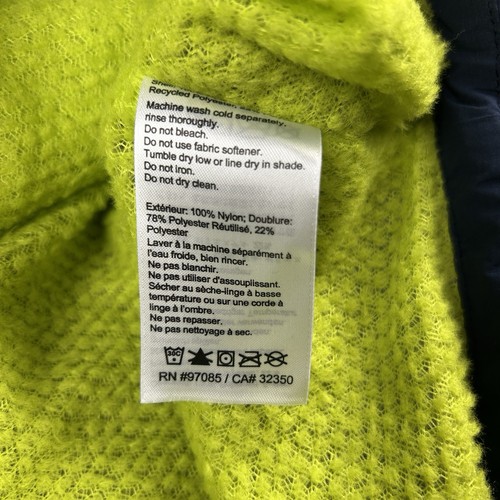 Recycled Polyester
Machine wash cold separately,
rinse thoroughly.
Do not bleach.
Do not use fabric softener.
Tumble dry low or line dry in shade.
Do not iron.
Do not dry clean.
Extérieur: 100% Nylon; Doublure:
78% Polyester Réutilisé, 22%
Polyester
Laver à la machine séparément à
l'eau froide, bien rincer.
Ne pas blanchir.
Ne pas utiliser d'assouplissant.
Sécher au sèche-linge à basse
température ou sur une corde à
linge à l'ombre.
Ne pas repasser.
Ne pas nettoyage à sec.
30C
RN #97085 / CA# 32350